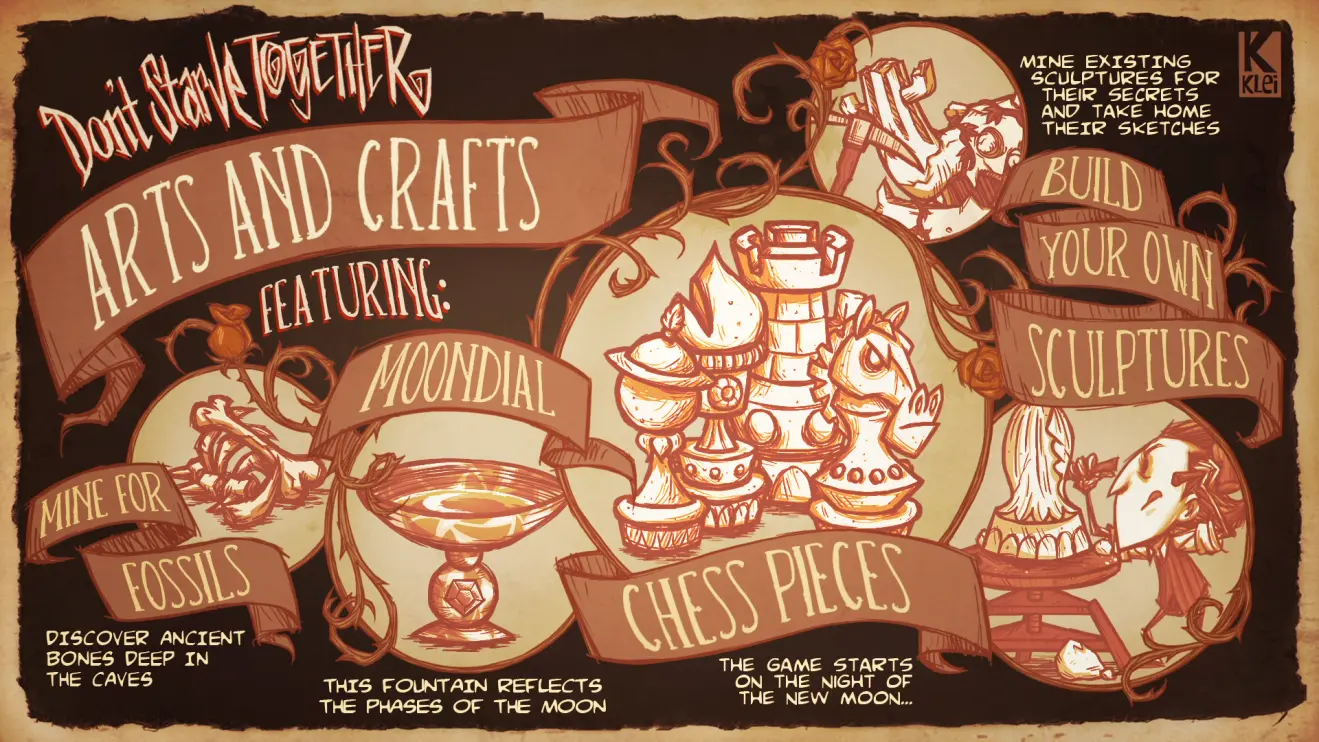 Don't Starve TOGETHER
ARTS AND CRAFTS
FEATURING:
MINE FOR
FOSSILS
DISCOVER ANCIENT
BONES DEEP IN
THE CAVES
MOONDIAL
THIS FOUNTAIN REFLECTS
THE PHASES OF THE MOON
CHESS PIECES
THE GAME STARTS
ON THE NIGHT OF
THE NEW MOON...
MINE EXISTING
SCULPTURES FOR
THEIR SECRETS
AND TAKE HOME
THEIR SKETCHES
BUILD
YOUR OWN
SCULPTURES
KLEi